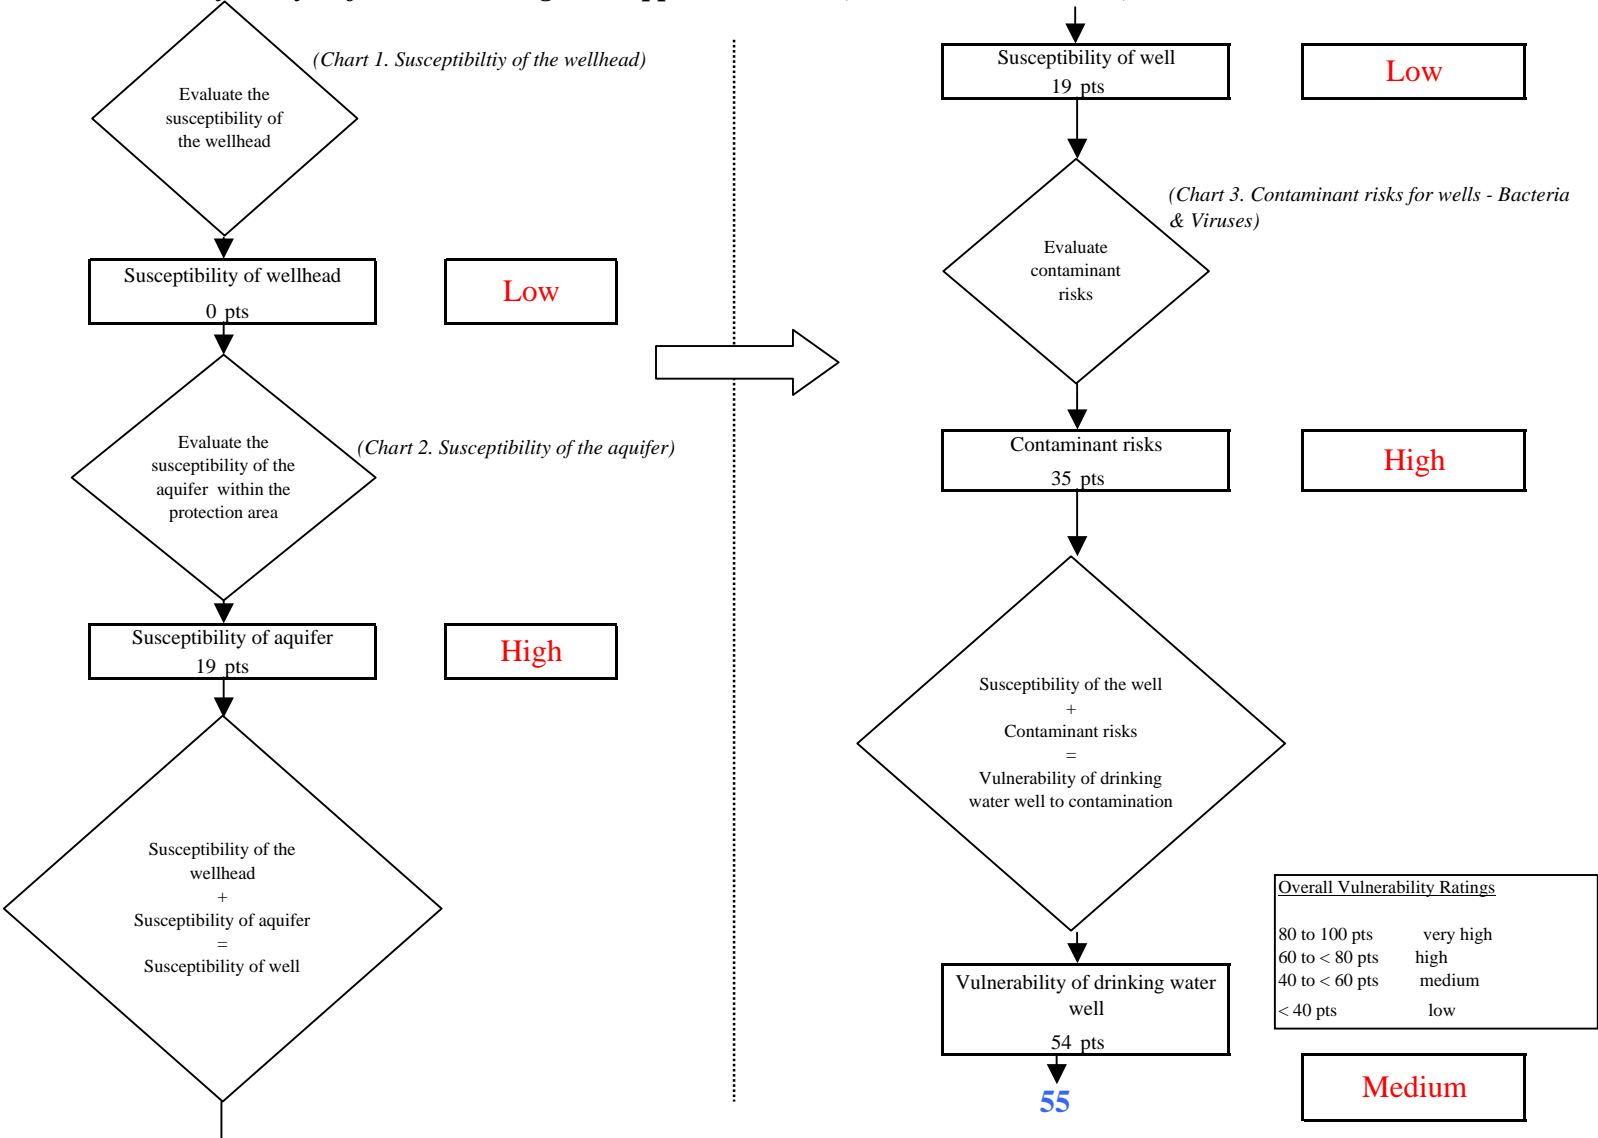 (Chart 1. Susceptibiltiy of the wellhead)
Evaluate the
susceptibility of
the wellhead
Susceptibility of wellhead
0 pts
Low
Evaluate the
susceptibility of the
aquifer within the
protection area
(Chart 2. Susceptibility of the aquifer)
Susceptibility of aquifer
19 pts
High
Susceptibility of the
wellhead
+
Susceptibility of aquifer
=
Susceptibility of well
Susceptibility of well
19 pts
Low
(Chart 3. Contaminant risks for wells - Bacteria
& Viruses)
Evaluate
contaminant
risks
Contaminant risks
35 pts
High
Susceptibility of the well
+
Contaminant risks
=
Vulnerability of drinking
water well to contamination
Overall Vulnerability Ratings
80 to 100 pts very high
60 to < 80 pts high
40 to < 60 pts medium
< 40 pts low
Vulnerability of drinking water
well
54 pts
55
Medium